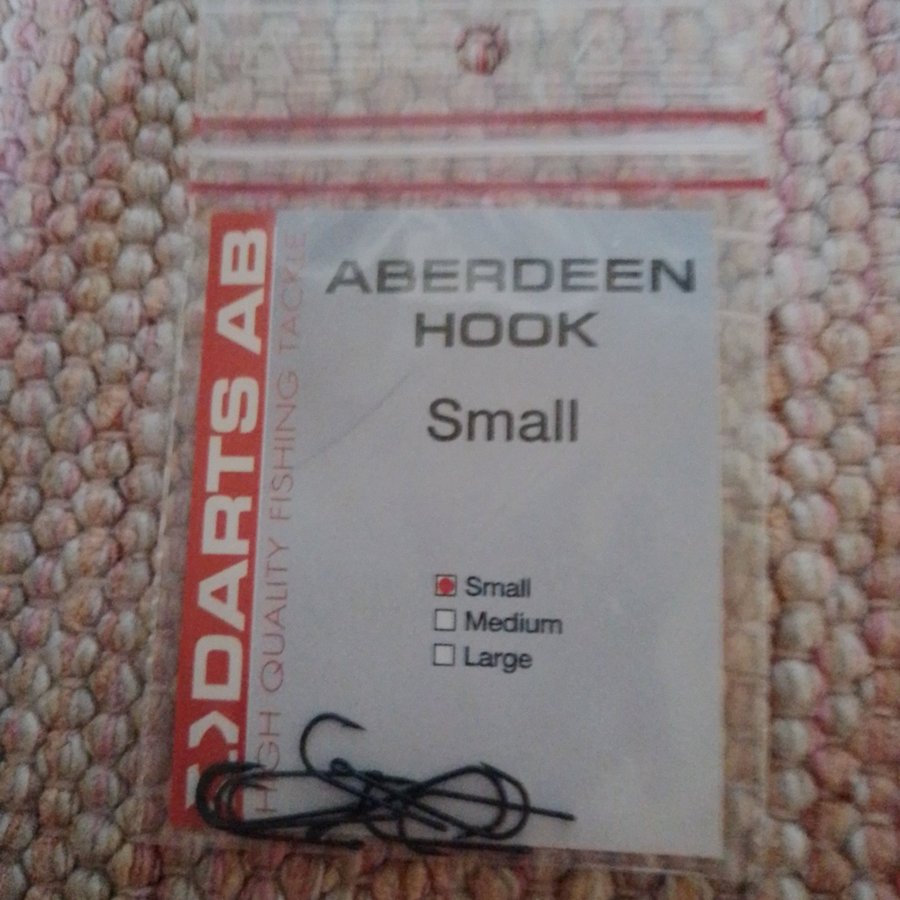 ABERDEEN
HOOK
Small
Small
Medium
Large
DARTS AB
HIGH QUALITY FISHING TACKLE